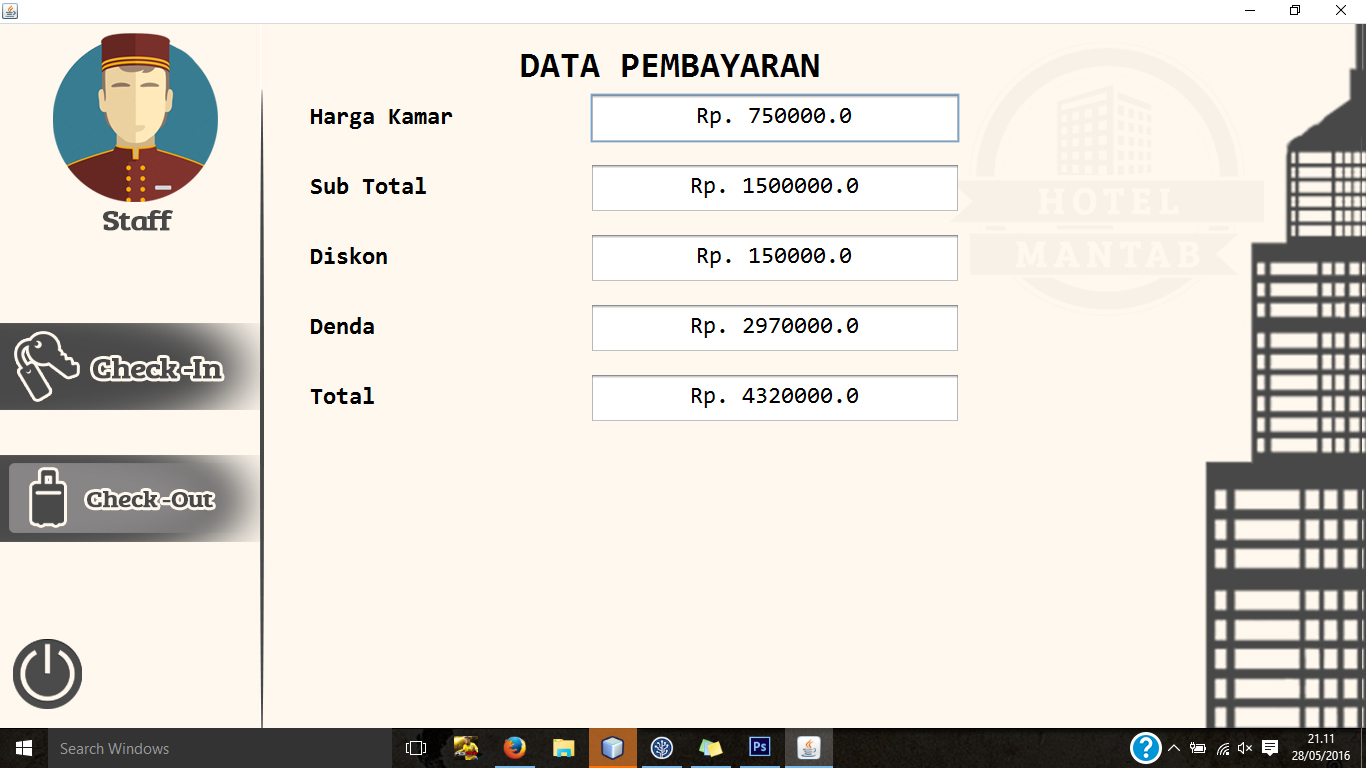 DATA PEMBAYARAN
Harga Kamar Rp. 750000.0
Sub Total Rp. 1500000.0
Diskon Rp. 150000.0
Denda Rp. 2970000.0
Total Rp. 4320000.0
Staff
Check-In
Check-Out
HOTEL
MANTAB
Search Windows
Ps
?
21.11
28/05/2016